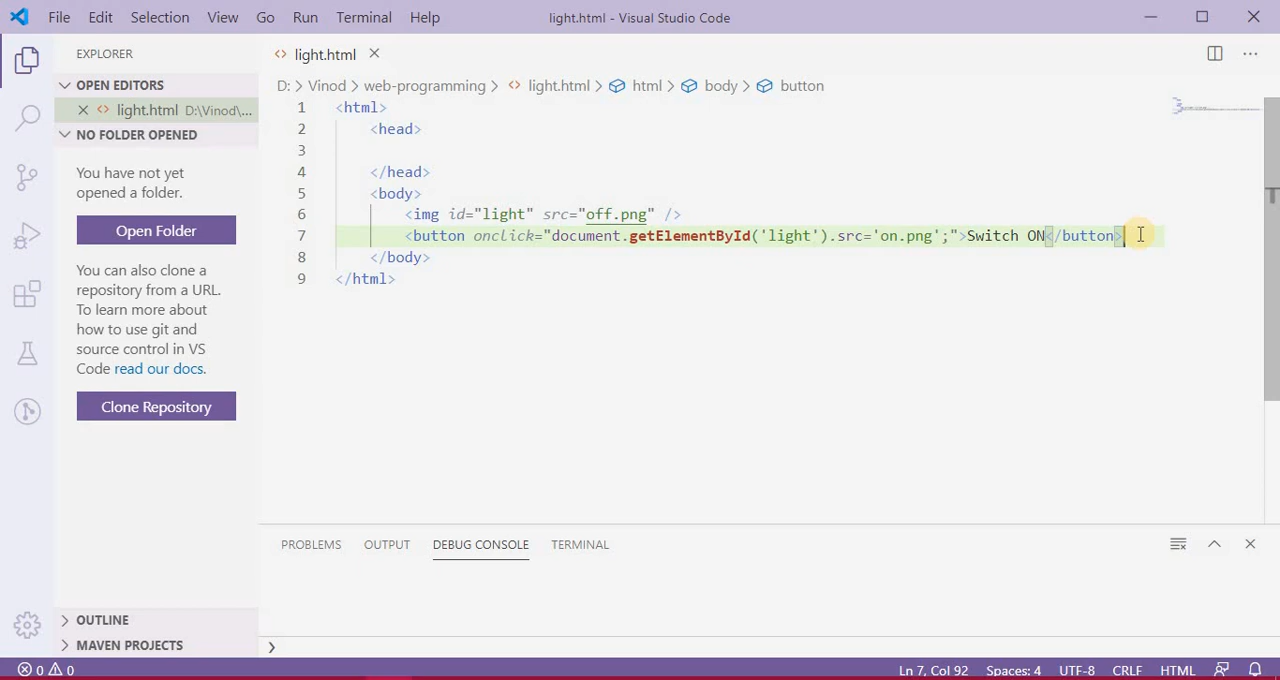 File Edit Selection View Go Run Terminal Help light.html - Visual Studio Code
EXPLORER
OPEN EDITORS
light.html D:\Vinod\...
NO FOLDER OPENED
You have not yet
opened a folder.
Open Folder
You can also clone a
repository from a URL.
To learn more about
how to use git and
source control in VS
Code read our docs.
Clone Repository
OUTLINE
MAVEN PROJECTS
light.html
D: > Vinod > web-programming > light.html > html > body > button
1 <html>
2 <head>
3
4 </head>
5 <body>
6 <img id="light" src="off.png" />
7 <button onclick="document.getElementById('light').src='on.png';">Switch ON</button>
8 </body>
9 </html>
PROBLEMS OUTPUT DEBUG CONSOLE TERMINAL
0 0 Ln 7, Col 92 Spaces: 4 UTF-8 CRLF HTML